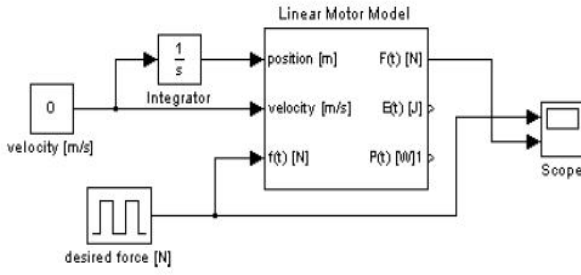 Linear Motor Model
1
s
Integrator
position [m]
F(t) [N]
0
velocity [m/s]
velocity [m/s]
E(t) [J]
f(t) [N]
P(t) [W]1
Scope
desired force [N]